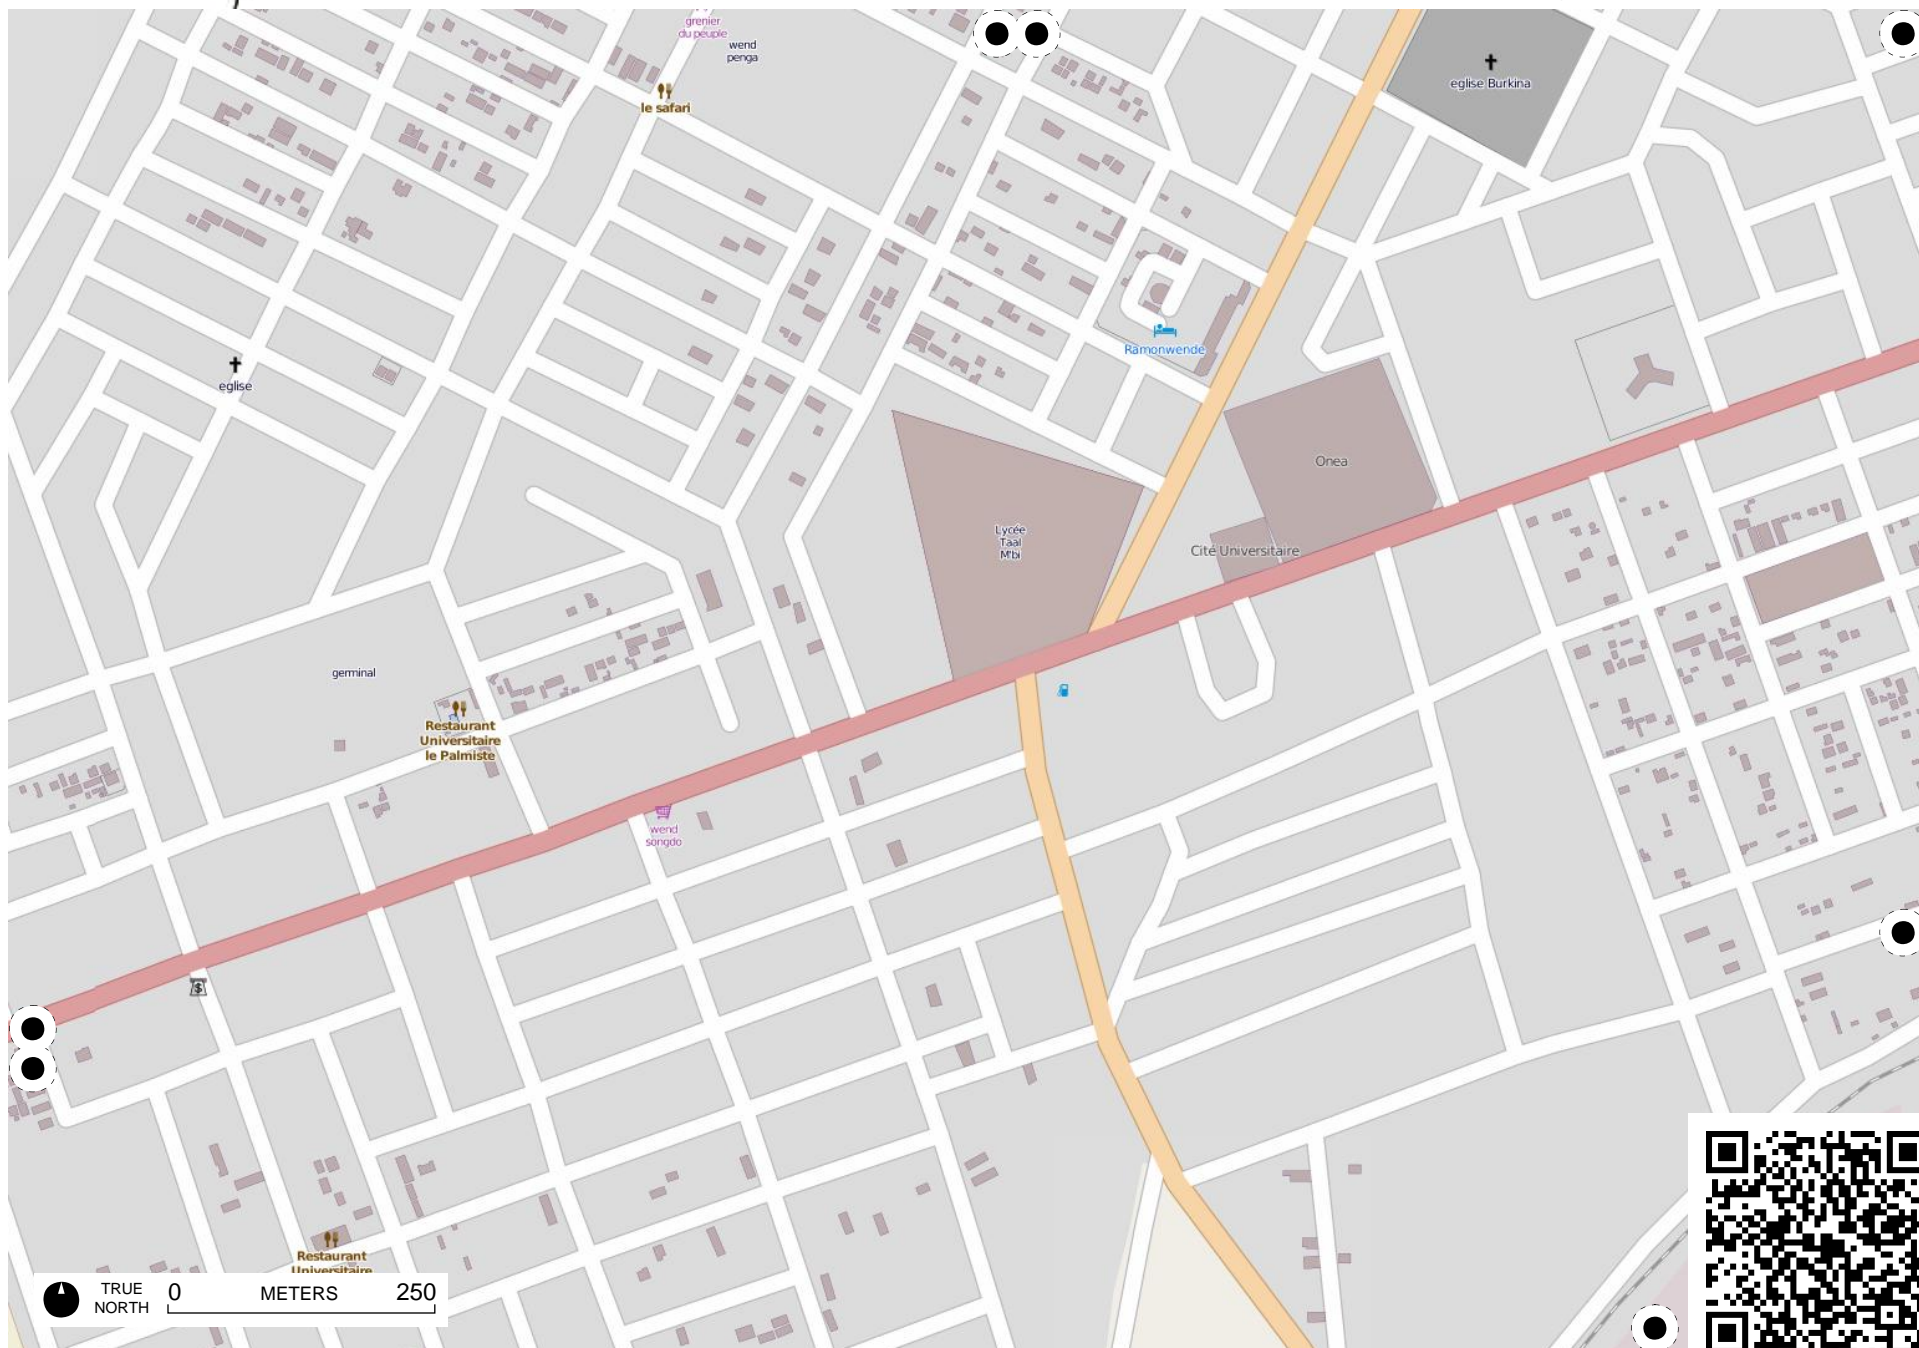 grenier
du peuple
wend
penga
le safari
eglise Burkina
Ramonwende
eglise
Onea
Lycée
Taal
M'bi
Cité Universitaire
germinal
Restaurant
Universitaire
le Palmiste
wend
songdo
$
Restaurant
Universitaire
TRUE
NORTH
0 METERS 250